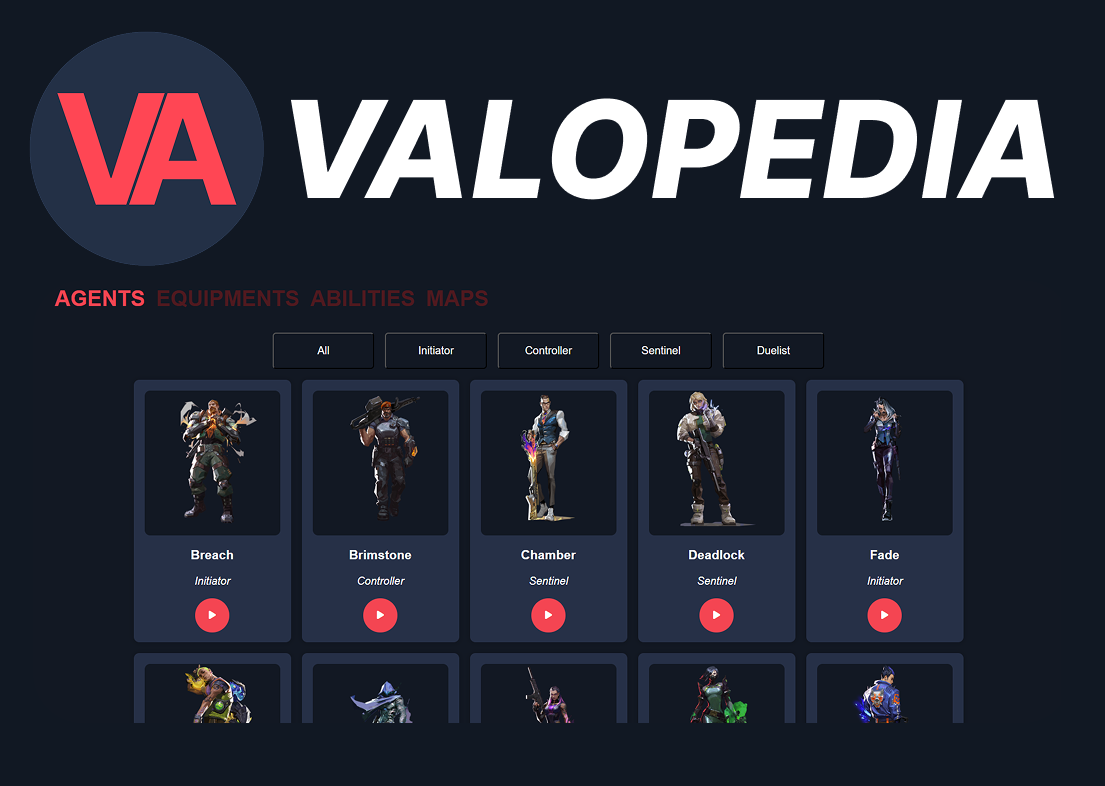 VA VALOPEDIA
AGENTS EQUIPMENTS ABILITIES MAPS
All Initiator Controller Sentinel Duelist
Breach Brimstone Chamber Deadlock Fade
Initiator Controller Sentinel Sentinel Initiator